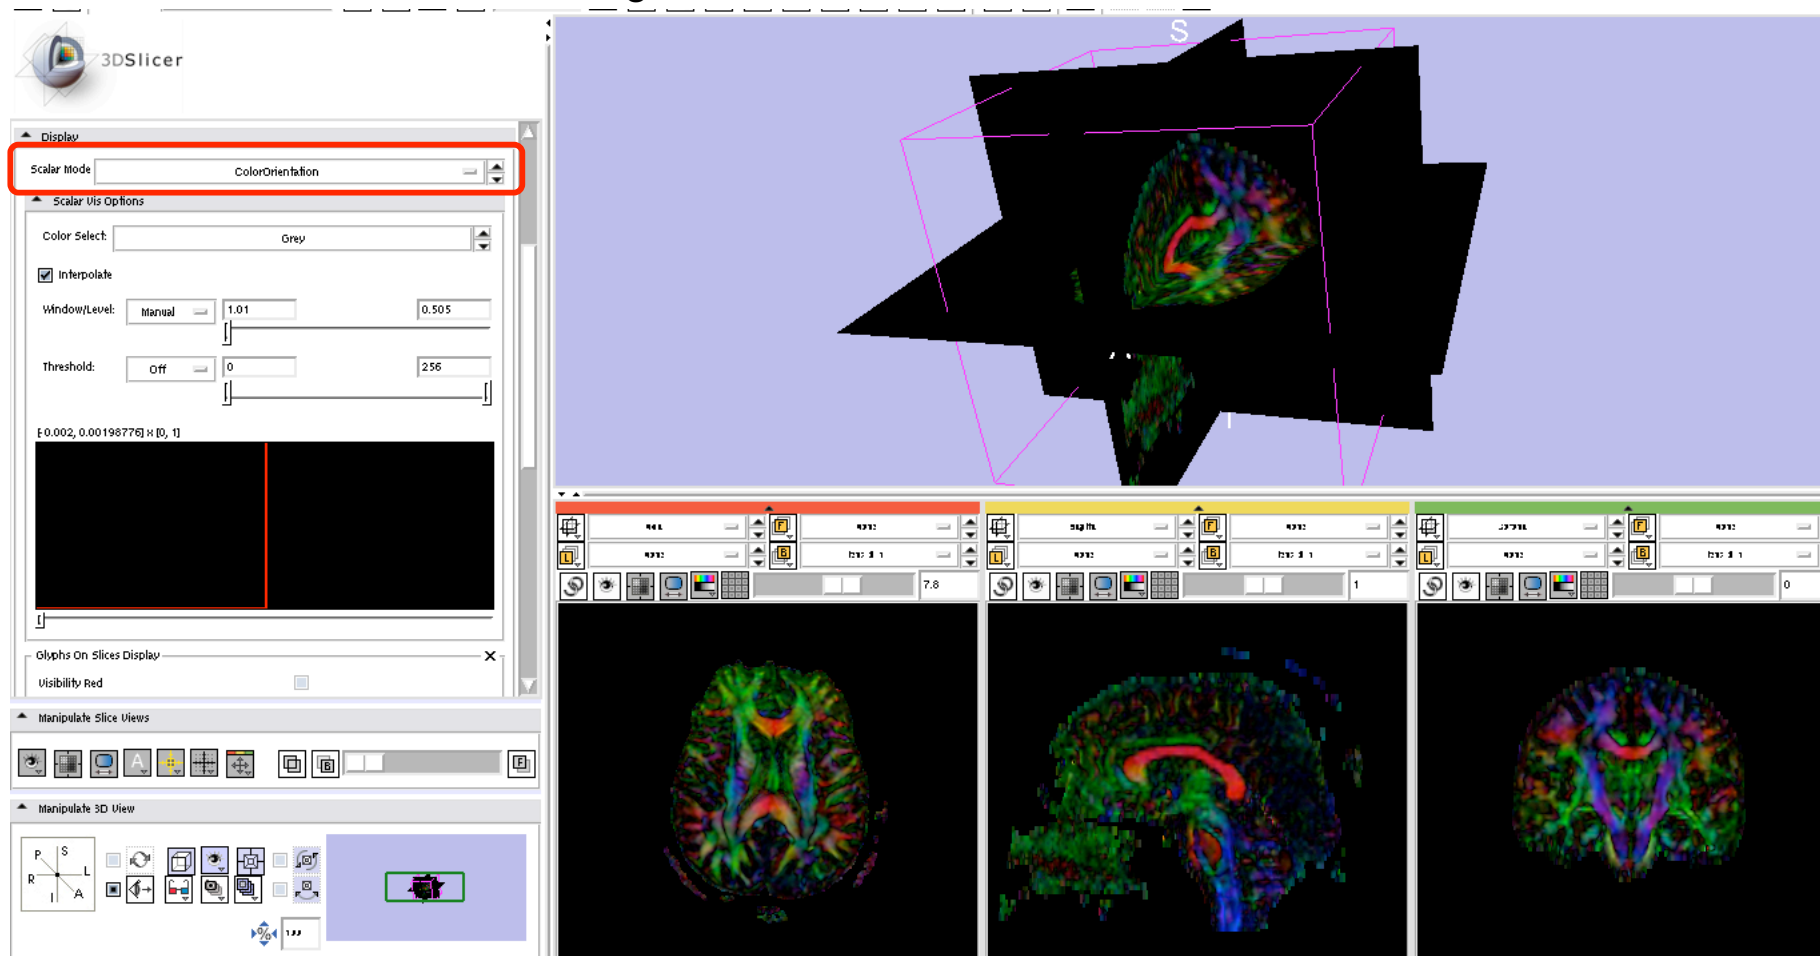 3DSlicer
Display
Scalar Mode ColorOrientation
Scalar Vis Options
Color Select: Grey
Interpolate
Window/Level: Manual 1.01 0.505
Threshold: Off 0 256
[-0.002, 0.00198776] x [0, 1]
Glyphs On Slices Display X
Visibility Red
Manipulate Slice Views
A B F
Manipulate 3D View
P S
R L
I A
%
S
I
F F F
L B L B L B
7.8 1 0